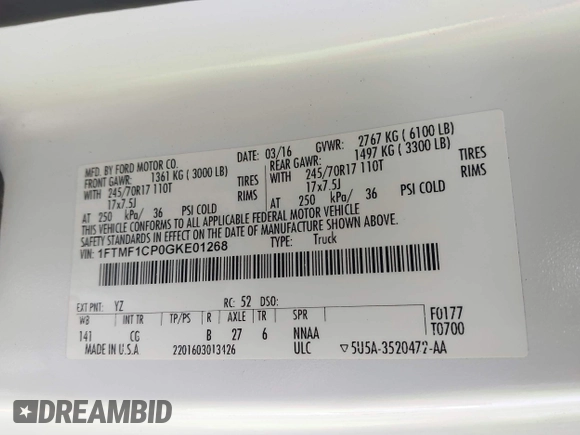 MFD. BY FORD MOTOR CO.
DATE: 03/16 GVWR: 2767 KG ( 6100 LB)
FRONT GAWR: 1361 KG ( 3000 LB) REAR GAWR: 1497 KG ( 3300 LB)
WITH 245/70R17 110T TIRES WITH 245/70R17 110T TIRES
17x7.5J RIMS 17x7.5J RIMS
AT 250 kPa/ 36 PSI COLD AT 250 kPa/ 36 PSI COLD
THIS VEHICLE CONFORMS TO ALL APPLICABLE FEDERAL MOTOR VEHICLE
SAFETY STANDARDS IN EFFECT ON THE DATE OF MANUFACTURE SHOWN ABOVE
VIN: 1FTMF1CP0GKE01268 TYPE: Truck
EXT PNT: YZ RC: 52 DSO: F0177
WB INT TR TP/PS R AXLE TR SPR T0700
141 CG B 27 6 NNAA
MADE IN U.S.A 2201603013426 ULC ▽5U5A-3520472-AA
DREAMBID